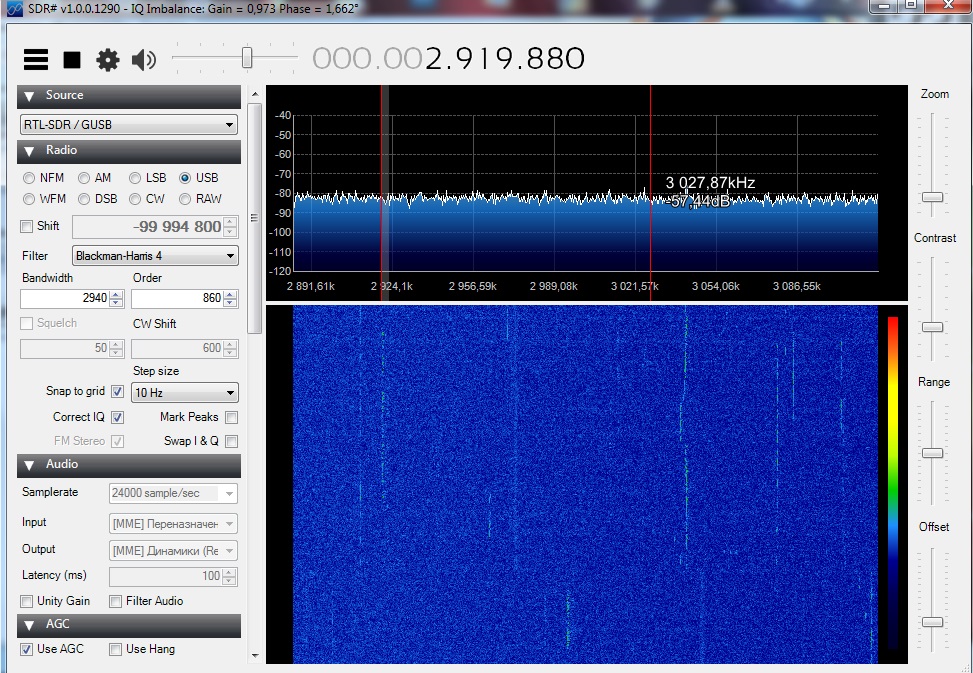 SDR# v1.0.0.1290 - IQ Imbalance: Gain = 0,973 Phase = 1,662°
000.002.919.880
Source
RTL-SDR / GUSB
Radio
NFM AM LSB USB
WFM DSB CW RAW
Shift -99 994 800
Filter Blackman-Harris 4
Bandwidth Order
2940 860
Squelch CW Shift
50 600
Step size
Snap to grid 10 Hz
Correct IQ Mark Peaks
FM Stereo Swap I & Q
Audio
Samplerate 24000 sample/sec
Input [MME] Переназначен
Output [MME] Динамики (Re
Latency (ms) 100
Unity Gain Filter Audio
AGC
Use AGC Use Hang
-40
-50
-60
-70
-80
-90
-100
-110
-120
3 027,87kHz
-57,44dB
2 891,61k 2 924,1k 2 956,59k 2 989,08k 3 021,57k 3 054,06k 3 086,55k
Zoom
Contrast
Range
Offset